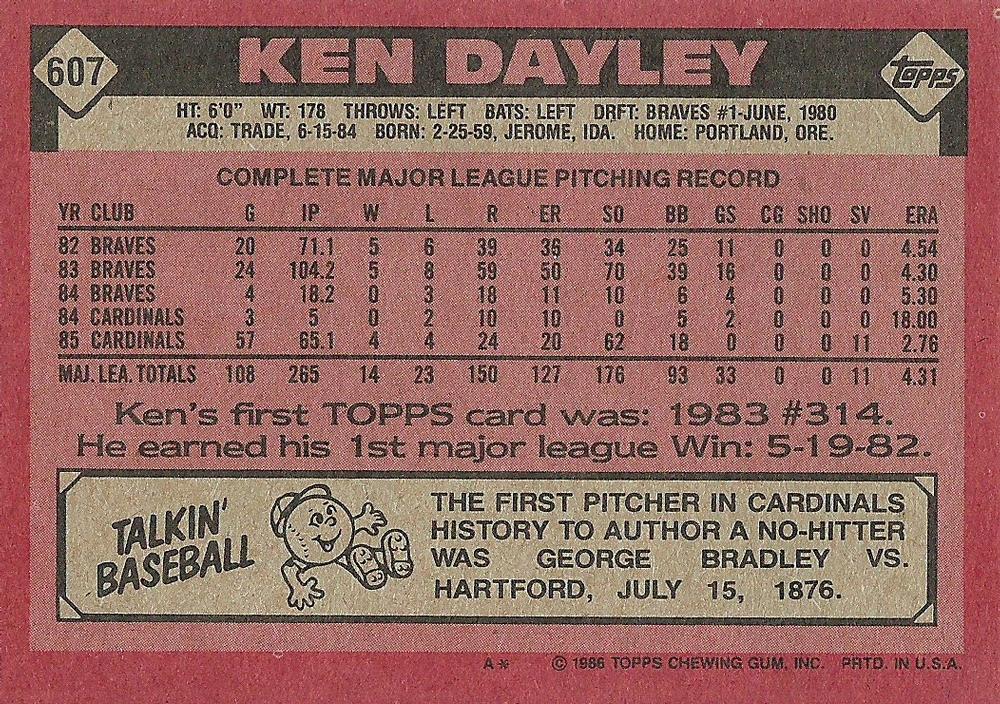 607 KEN DAYLEY Topps
HT: 6'0" WT: 178 THROWS: LEFT BATS: LEFT DRFT: BRAVES #1-JUNE, 1980
ACQ: TRADE, 6-15-84 BORN: 2-25-59, JEROME, IDA. HOME: PORTLAND, ORE.
COMPLETE MAJOR LEAGUE PITCHING RECORD
YR CLUB G IP W L R ER SO BB GS CG SHO SV ERA
82 BRAVES 20 71.1 5 6 39 36 34 25 11 0 0 0 4.54
83 BRAVES 24 104.2 5 8 59 50 70 39 16 0 0 0 4.30
84 BRAVES 4 18.2 0 3 18 11 10 6 4 0 0 0 5.30
84 CARDINALS 3 5 0 2 10 10 0 5 2 0 0 0 18.00
85 CARDINALS 57 65.1 4 4 24 20 62 18 0 0 0 11 2.76
MAJ. LEA. TOTALS 108 265 14 23 150 127 176 93 33 0 0 11 4.31
Ken's first TOPPS card was: 1983 #314.
He earned his 1st major league Win: 5-19-82.
TALKIN'
BASEBALL
THE FIRST PITCHER IN CARDINALS
HISTORY TO AUTHOR A NO-HITTER
WAS GEORGE BRADLEY VS.
HARTFORD, JULY 15, 1876.
A* © 1986 TOPPS CHEWING GUM, INC. PRTD. IN U.S.A.